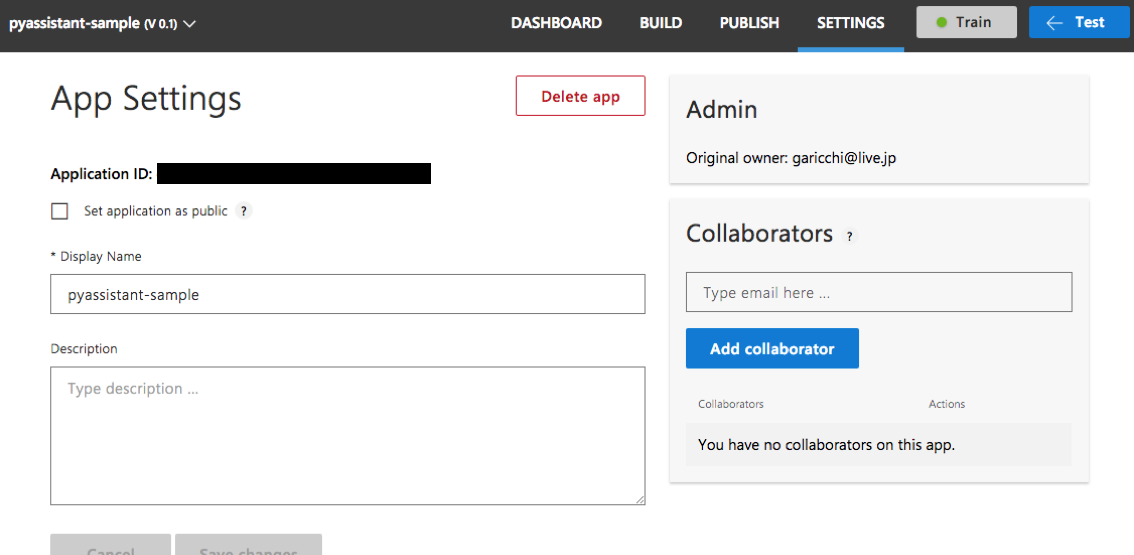 pyassistant-sample (V 0.1)
DASHBOARD
BUILD
PUBLISH
SETTINGS
Train
Test
App Settings
Delete app
Application ID:
Set application as public ?
* Display Name
pyassistant-sample
Description
Type description ...
Cancel
Save changes
Admin
Original owner: garicchi@live.jp
Collaborators ?
Type email here ...
Add collaborator
Collaborators
Actions
You have no collaborators on this app.